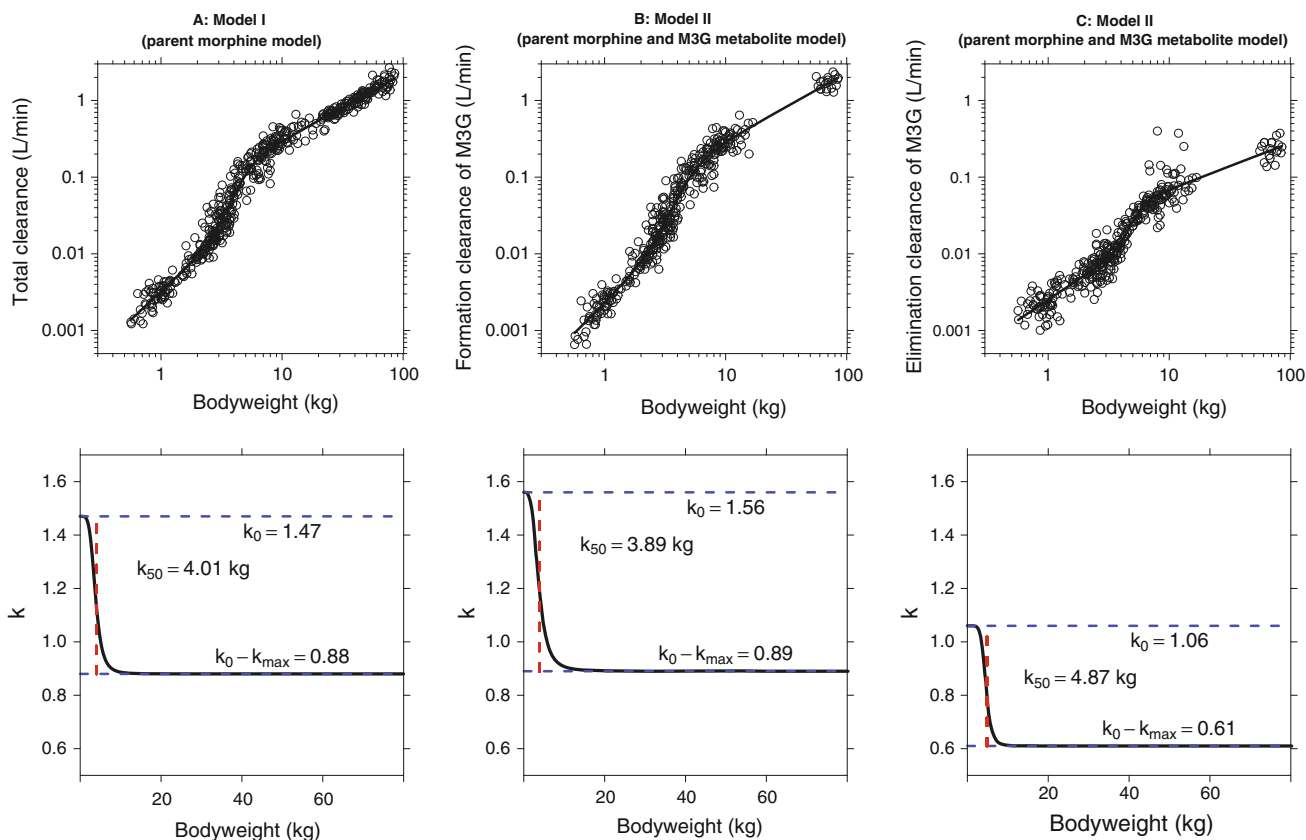 A: Model I
(parent morphine model)
B: Model II
(parent morphine and M3G metabolite model)
C: Model II
(parent morphine and M3G metabolite model)
Total clearance (L/min)
1
0.1
0.01
0.001
1
10
100
Bodyweight (kg)
Formation clearance of M3G (L/min)
1
0.1
0.01
0.001
1
10
100
Bodyweight (kg)
Elimination clearance of M3G (L/min)
1
0.1
0.01
0.001
1
10
100
Bodyweight (kg)
k
1.6
1.4
1.2
1.0
0.8
0.6
k0 = 1.47
k50 = 4.01 kg
k0 – kmax = 0.88
20
40
60
Bodyweight (kg)
1.6
1.4
1.2
1.0
0.8
0.6
k0 = 1.56
k50 = 3.89 kg
k0 – kmax = 0.89
20
40
60
Bodyweight (kg)
k
1.6
1.4
1.2
1.0
0.8
0.6
k0 = 1.06
k50 = 4.87 kg
k0 – kmax = 0.61
20
40
60
Bodyweight (kg)